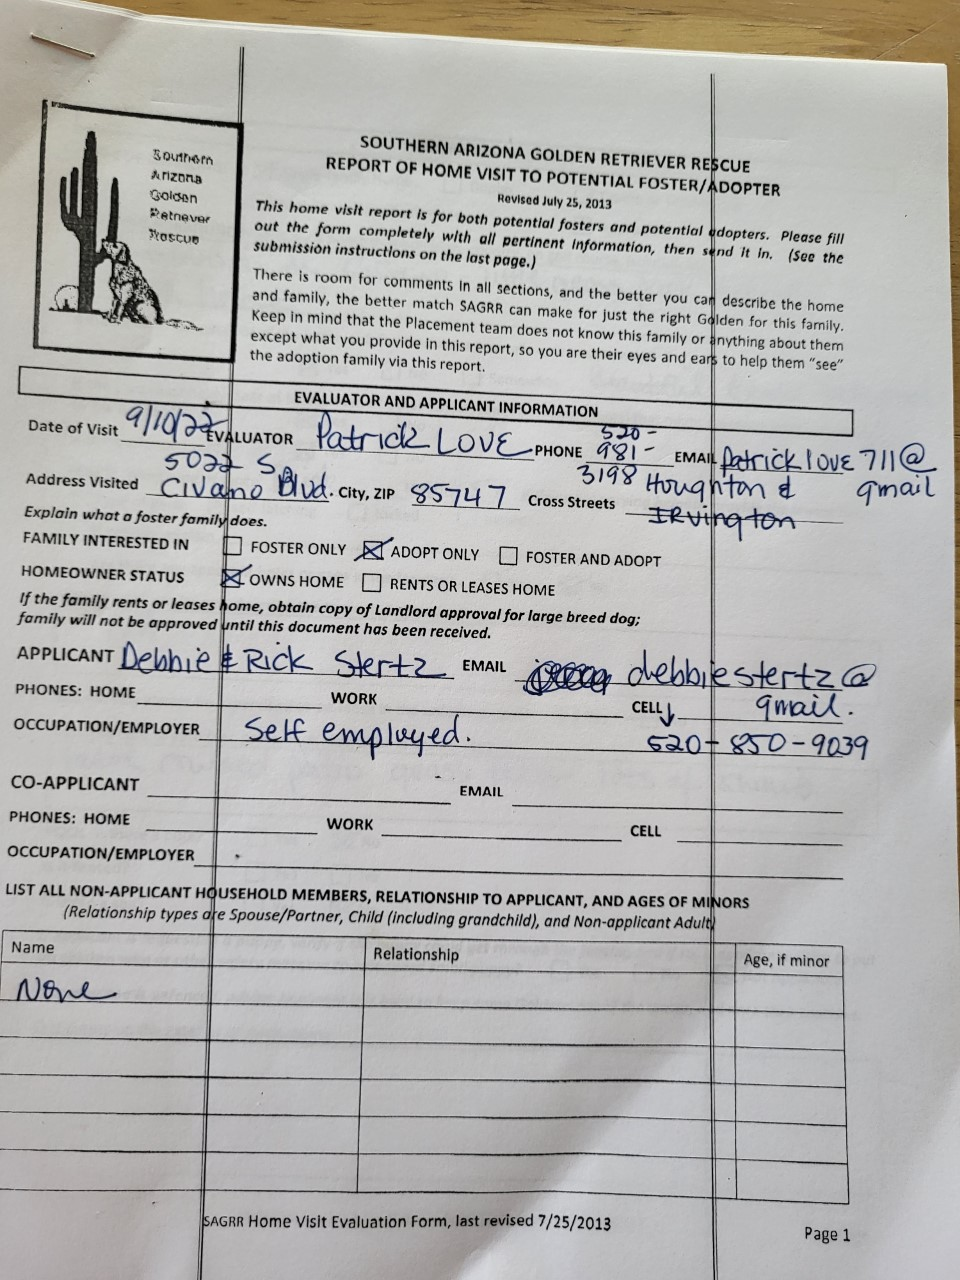 Southern
Arizona
Golden
Retriever
Rescue
SOUTHERN ARIZONA GOLDEN RETRIEVER RESCUE
REPORT OF HOME VISIT TO POTENTIAL FOSTER/ADOPTER
Revised July 25, 2013
This home visit report is for both potential fosters and potential adopters. Please fill
out the form completely with all pertinent information, then send it in. (See the
submission instructions on the last page.)
There is room for comments in all sections, and the better you can describe the home
and family, the better match SAGRR can make for just the right Golden for this family.
Keep in mind that the Placement team does not know this family or anything about them
except what you provide in this report, so you are their eyes and ears to help them "see"
the adoption family via this report.
EVALUATOR AND APPLICANT INFORMATION
Date of Visit 9/10/22 EVALUATOR Patrick LOVE PHONE 520-981-3198 EMAIL Patricklove711@gmail
Address Visited 5022 S. Civano Blvd. City, ZIP 85747 Cross Streets Houghton & Irvington
Explain what a foster family does.
FAMILY INTERESTED IN FOSTER ONLY ADOPT ONLY FOSTER AND ADOPT
HOMEOWNER STATUS OWNS HOME RENTS OR LEASES HOME
If the family rents or leases home, obtain copy of Landlord approval for large breed dog;
family will not be approved until this document has been received.
APPLICANT Debbie & Rick Stertz EMAIL debbiestertz@gmail.
PHONES: HOME WORK CELL 520-850-9039
OCCUPATION/EMPLOYER Self employed.
CO-APPLICANT EMAIL
PHONES: HOME WORK CELL
OCCUPATION/EMPLOYER
LIST ALL NON-APPLICANT HOUSEHOLD MEMBERS, RELATIONSHIP TO APPLICANT, AND AGES OF MINORS
(Relationship types are Spouse/Partner, Child (including grandchild), and Non-applicant Adult)
Name Relationship Age, if minor
None
SAGRR Home Visit Evaluation Form, last revised 7/25/2013
Page 1